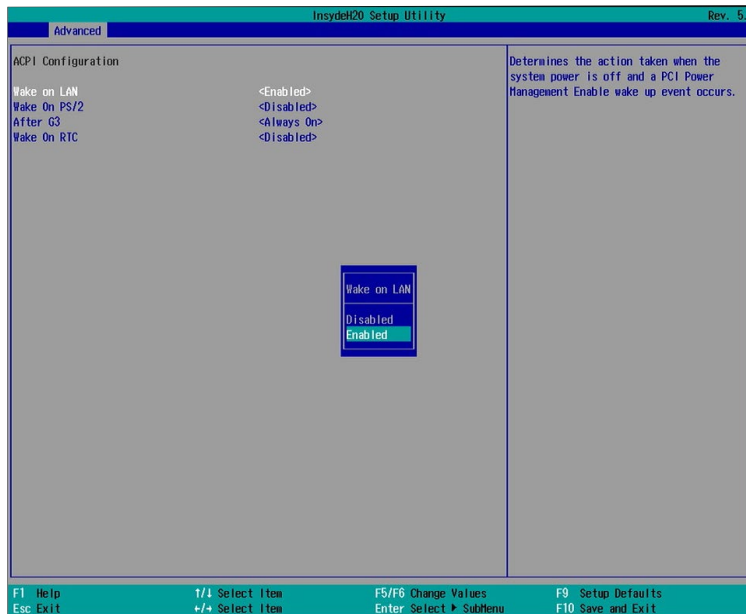 InsydeH20 Setup Utility Rev. 5.
Advanced
ACPI Configuration
Wake on LAN <Enabled>
Wake On PS/2 <Disabled>
After G3 <Always On>
Wake On RTC <Disabled>
Determines the action taken when the
system power is off and a PCI Power
Management Enable wake up event occurs.
Wake on LAN
Disabled
Enabled
F1 Help ↑/↓ Select Item F5/F6 Change Values F9 Setup Defaults
Esc Exit ←/→ Select Item Enter Select ▶ SubMenu F10 Save and Exit